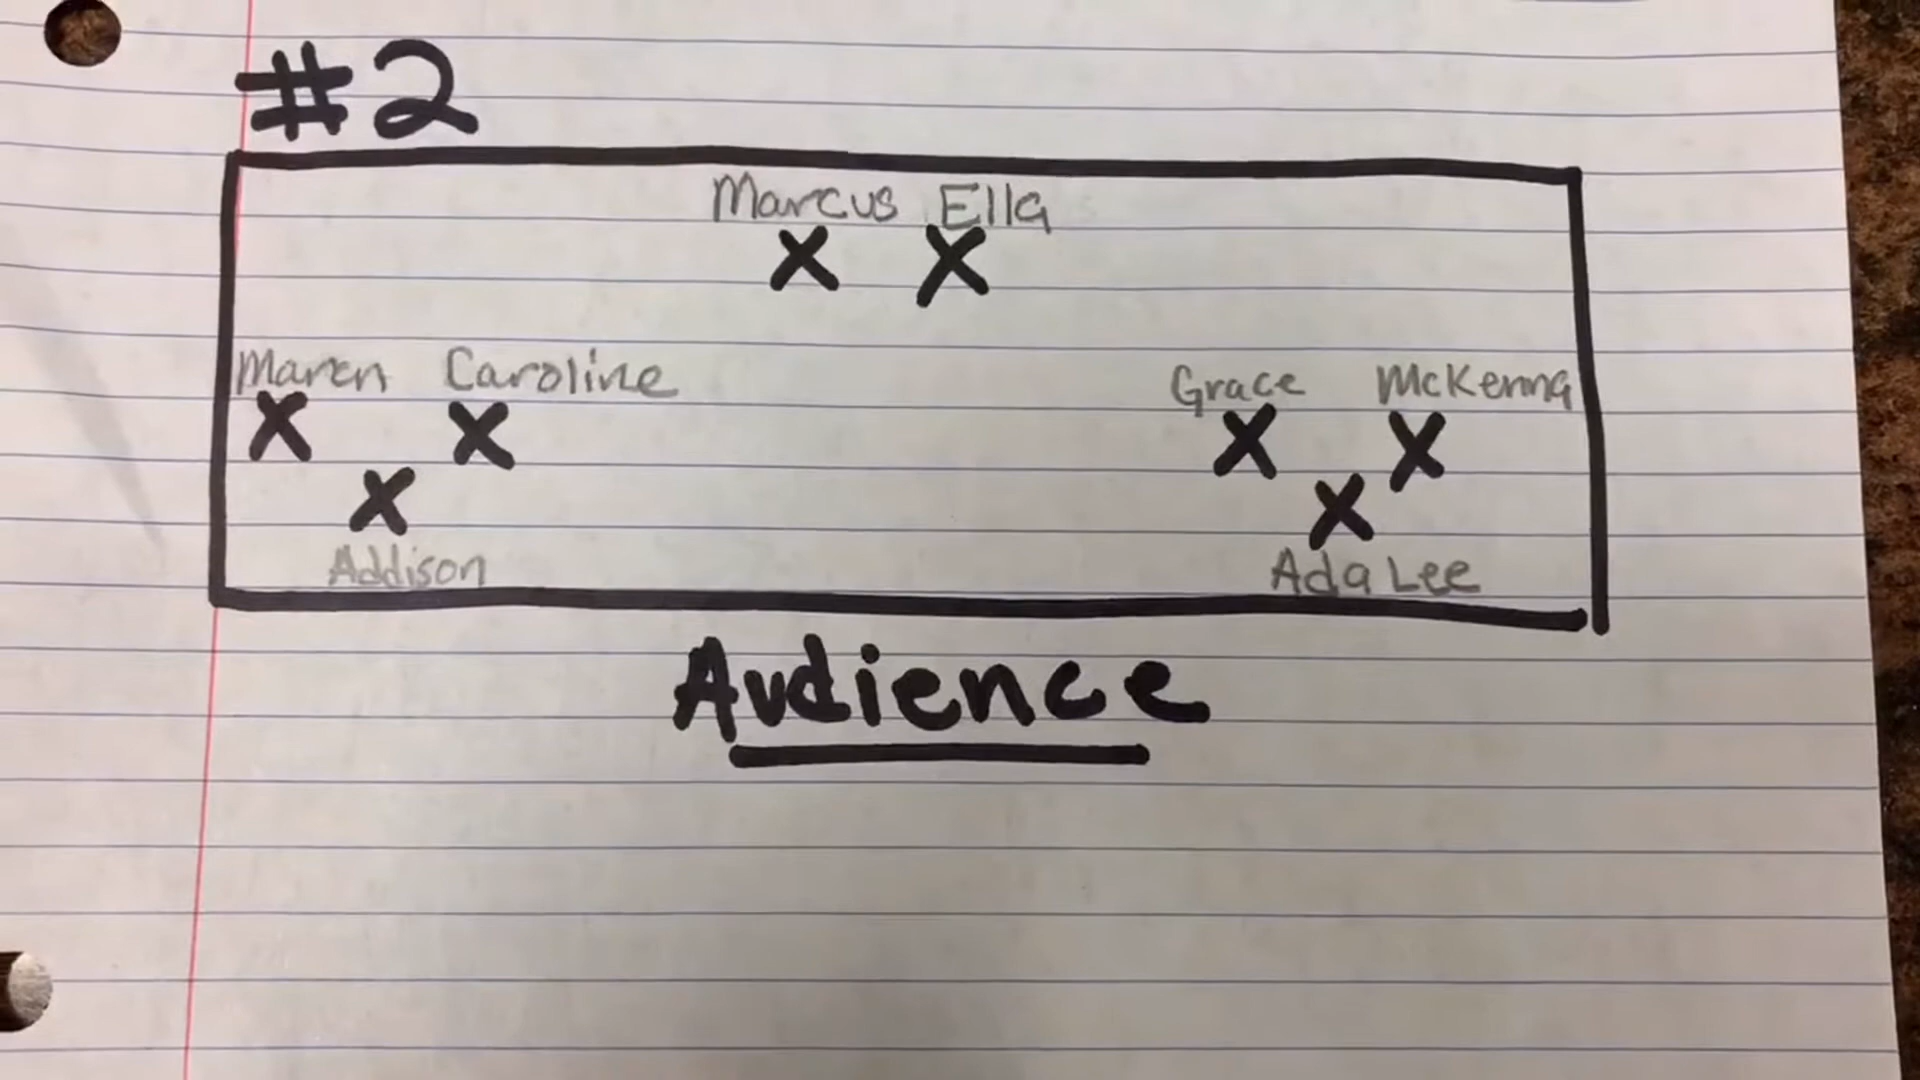 #2
Marcus Ella
X X
Maren Caroline Grace McKenna
X X X X
X X
Addison Ada Lee
Audience